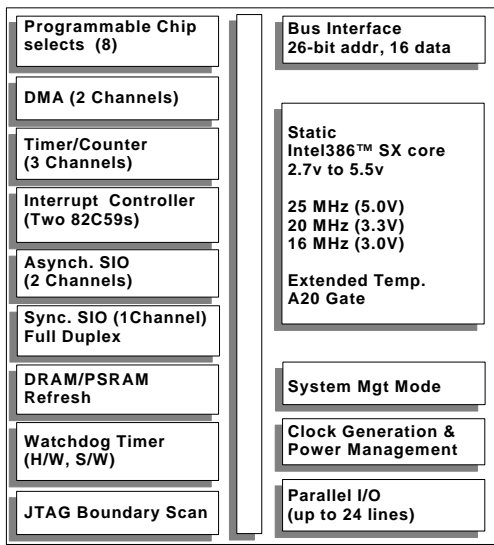 Programmable Chip
selects (8)
DMA (2 Channels)
Timer/Counter
(3 Channels)
Interrupt Controller
(Two 82C59s)
Asynch. SIO
(2 Channels)
Sync. SIO (1Channel)
Full Duplex
DRAM/PSRAM
Refresh
Watchdog Timer
(H/W, S/W)
JTAG Boundary Scan
Bus Interface
26-bit addr, 16 data
Static
Intel386™ SX core
2.7v to 5.5v
25 MHz (5.0V)
20 MHz (3.3V)
16 MHz (3.0V)
Extended Temp.
A20 Gate
System Mgt Mode
Clock Generation &
Power Management
Parallel I/O
(up to 24 lines)